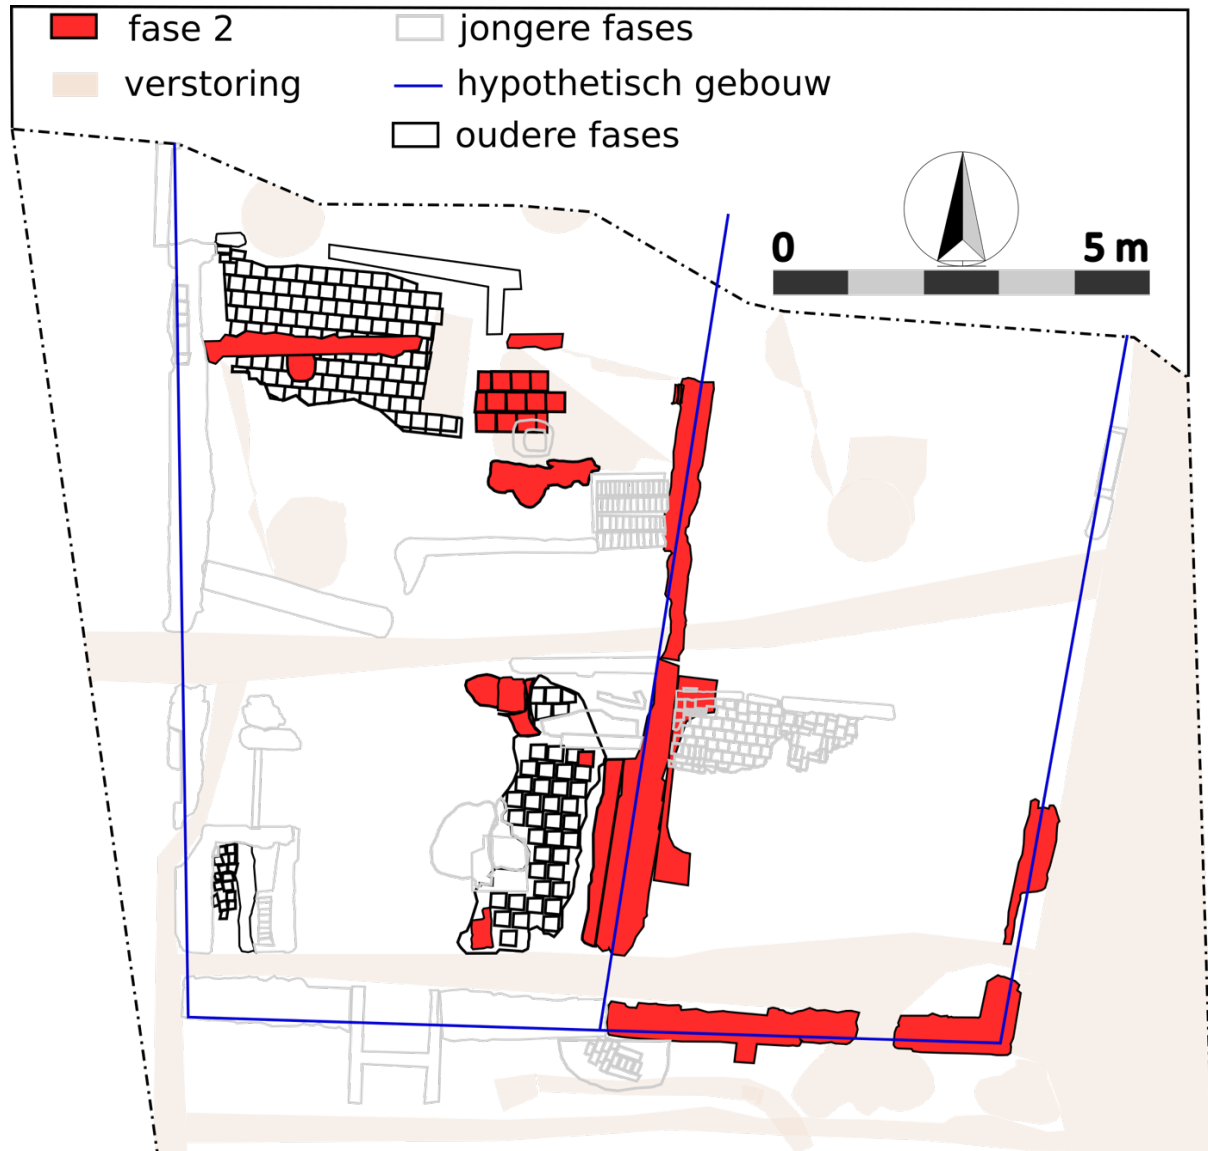 fase 2
jongere fases
verstoring
hypothetisch gebouw
oudere fases
0
5 m